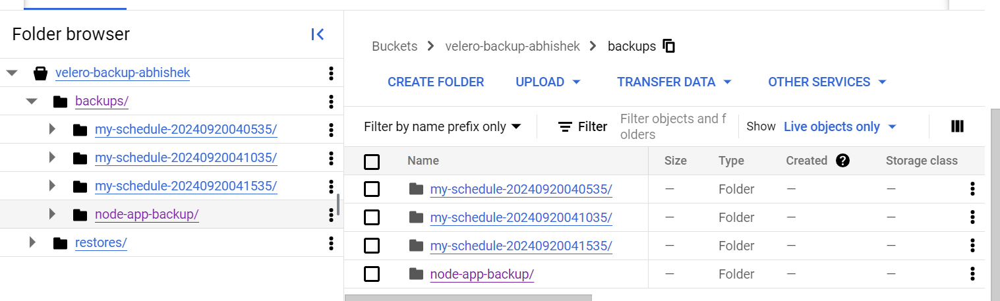 Folder browser
velero-backup-abhishek
backups/
my-schedule-20240920040535/
my-schedule-20240920041035/
my-schedule-20240920041535/
node-app-backup/
restores/
Buckets velero-backup-abhishek backups
CREATE FOLDER UPLOAD TRANSFER DATA OTHER SERVICES
Filter by name prefix only Filter Filter objects and f
olders Show Live objects only
Name Size Type Created ? Storage class
my-schedule-20240920040535/ — Folder — —
my-schedule-20240920041035/ — Folder — —
my-schedule-20240920041535/ — Folder — —
node-app-backup/ — Folder — —